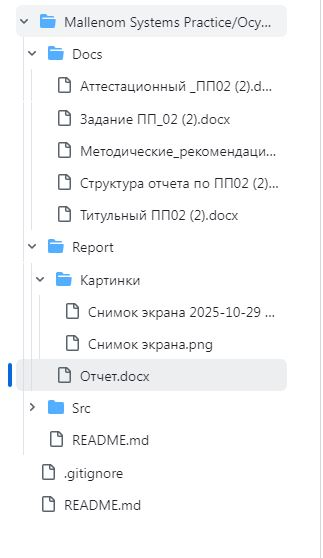 Mallenom Systems Practice/Осу...
Docs
Аттестационный _ПП02 (2).d...
Задание ПП_02 (2).docx
Методические_рекомендаци...
Структура отчета по ПП02 (2)...
Титульный ПП02 (2).docx
Report
Картинки
Снимок экрана 2025-10-29 ...
Снимок экрана.png
Отчет.docx
Src
README.md
.gitignore
README.md